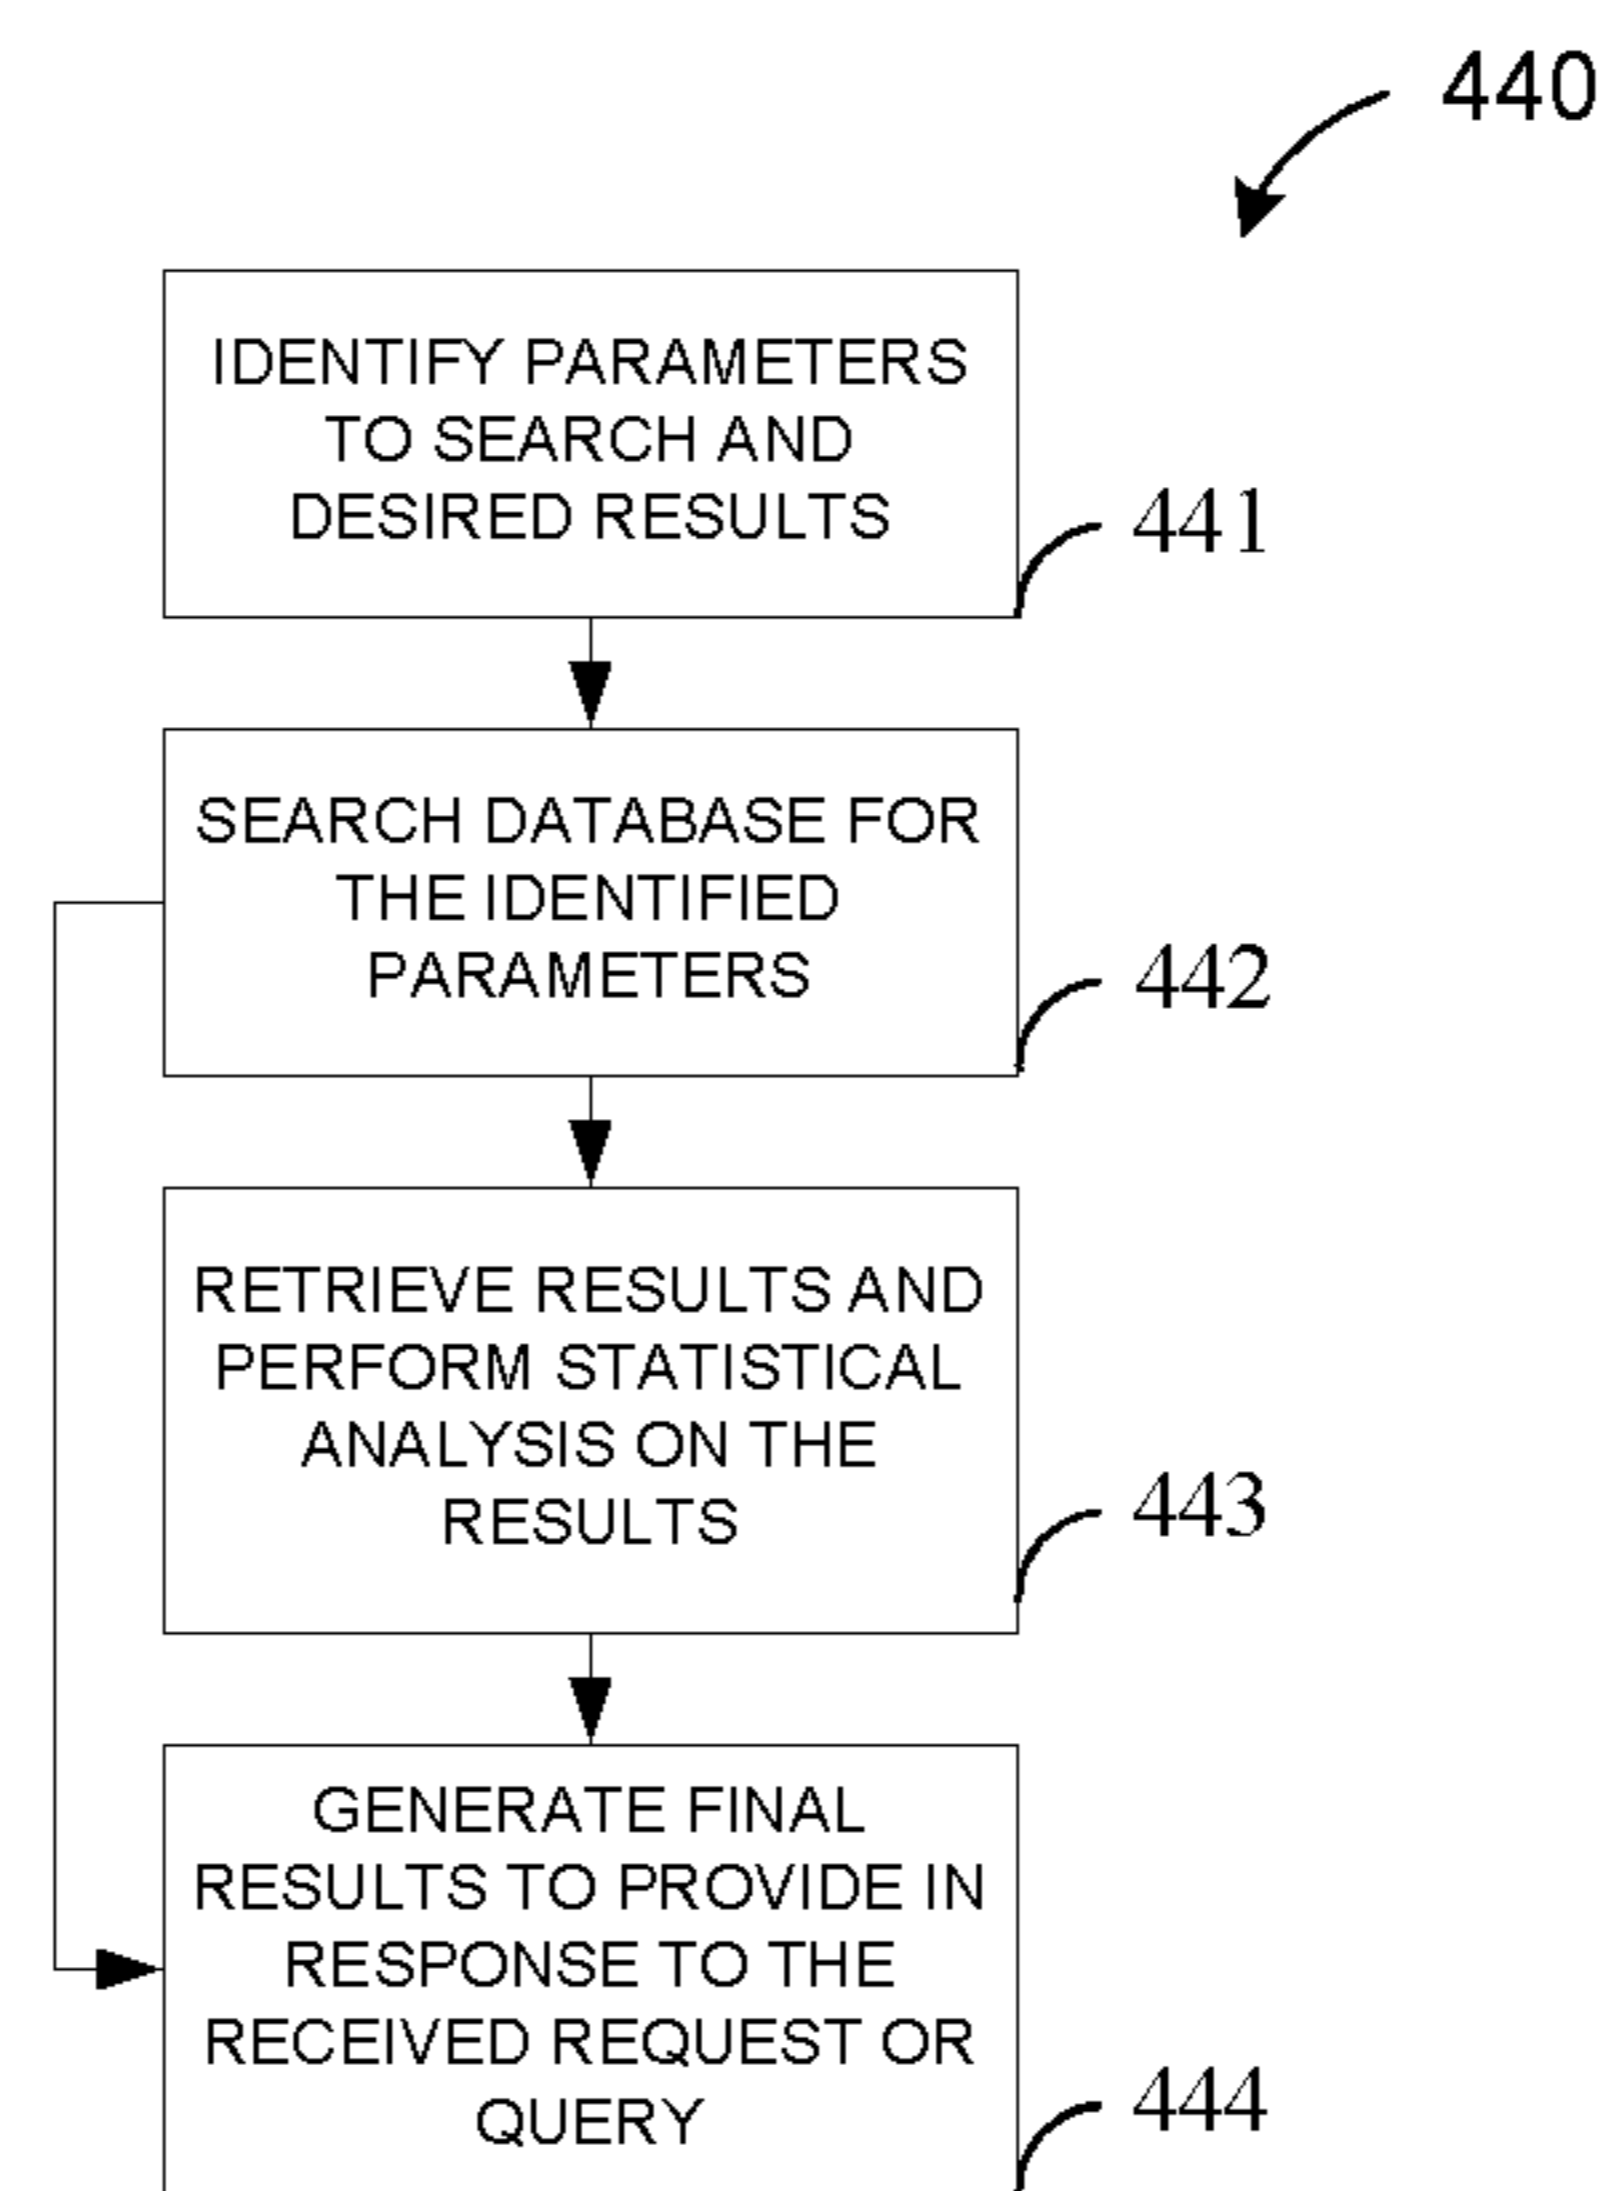 440
IDENTIFY PARAMETERS
TO SEARCH AND
DESIRED RESULTS
441
SEARCH DATABASE FOR
THE IDENTIFIED
PARAMETERS
442
RETRIEVE RESULTS AND
PERFORM STATISTICAL
ANALYSIS ON THE
RESULTS
443
GENERATE FINAL
RESULTS TO PROVIDE IN
RESPONSE TO THE
RECEIVED REQUEST OR
QUERY
444